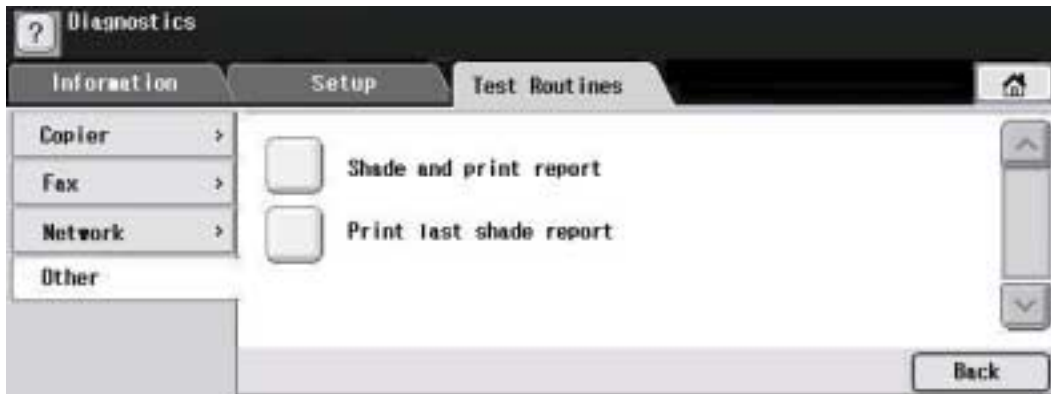 ? Diagnostics
Information Setup Test Routines
Copier >
Fax >
Network >
Other
Shade and print report
Print last shade report
Back